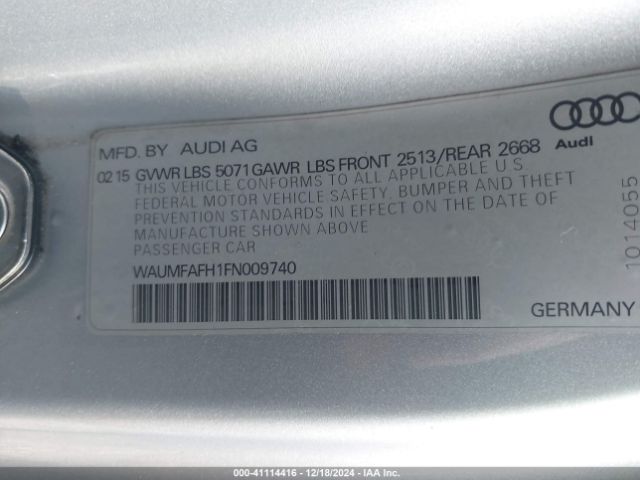 MFD. BY AUDI AG
Audi
02 15 GVWR LBS 5071 GAWR LBS FRONT 2513/REAR 2668
THIS VEHICLE CONFORMS TO ALL APPLICABLE U S
FEDERAL MOTOR VEHICLE SAFETY, BUMPER AND THEFT
PREVENTION STANDARDS IN EFFECT ON THE DATE OF
MANUFACTURE SHOWN ABOVE
PASSENGER CAR
WAUMFAFH1FN009740
GERMANY
1014055
000-41114416 - 12/18/2024 - IAA Inc.